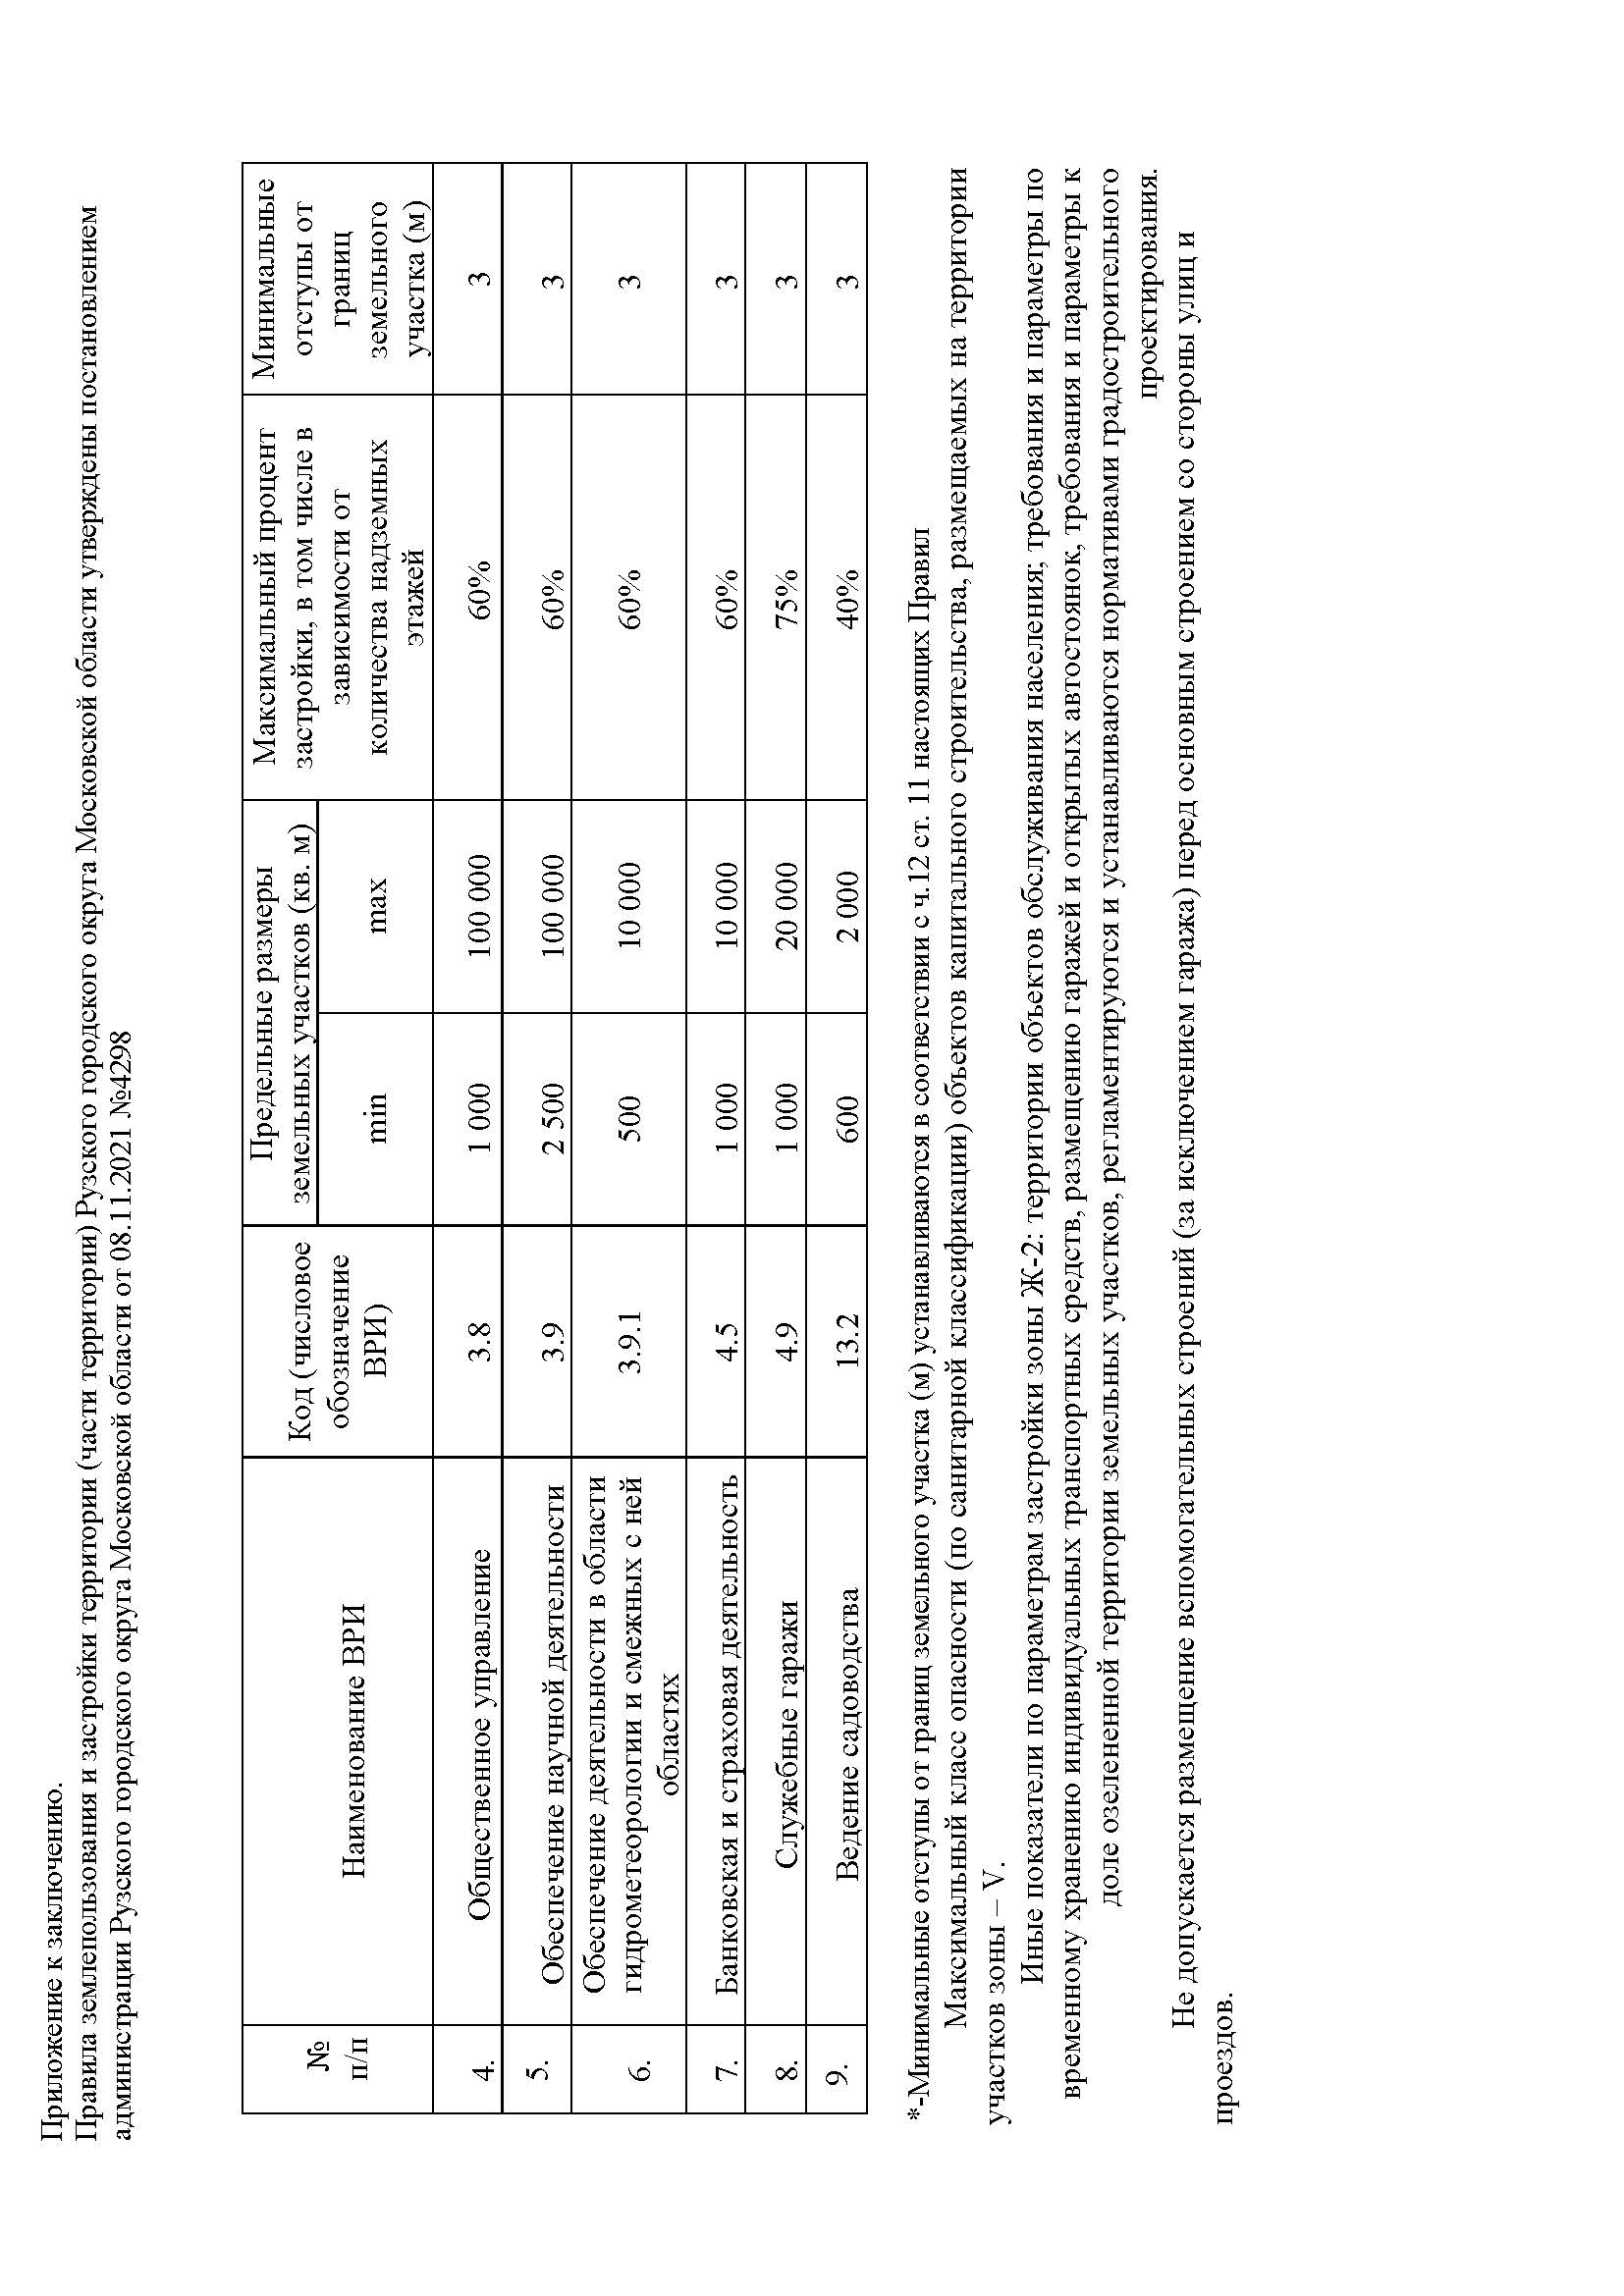 Приложение к заключению.
Правила землепользования и застройки территории (части территории) Рузского городского округа Московской области утверждены постановлением
администрации Рузского городского округа Московской области от 08.11.2021 №4298
№
п/п
Наименование ВРИ
Код (числовое
обозначение
ВРИ)
Предельные размеры
земельных участков (кв. м)
min
max
Максимальный процент
застройки, в том числе в
зависимости от
количества надземных
этажей
Минимальные
отступы от
границ
земельного
участка (м)
4. Общественное управление 3.8 1 000 100 000 60% 3
5. Обеспечение научной деятельности 3.9 2 500 100 000 60% 3
6. Обеспечение деятельности в области
гидрометеорологии и смежных с ней
областях
3.9.1 500 10 000 60% 3
7. Банковская и страховая деятельность 4.5 1 000 10 000 60% 3
8. Служебные гаражи 4.9 1 000 20 000 75% 3
9. Ведение садоводства 13.2 600 2 000 40% 3
*-Минимальные отступы от границ земельного участка (м) устанавливаются в соответствии с ч.12 ст. 11 настоящих Правил
Максимальный класс опасности (по санитарной классификации) объектов капитального строительства, размещаемых на территории
участков зоны – V.
Иные показатели по параметрам застройки зоны Ж-2: территории объектов обслуживания населения; требования и параметры по
временному хранению индивидуальных транспортных средств, размещению гаражей и открытых автостоянок, требования и параметры к
доле озелененной территории земельных участков, регламентируются и устанавливаются нормативами градостроительного
проектирования.
Не допускается размещение вспомогательных строений (за исключением гаража) перед основным строением со стороны улиц и
проездов.